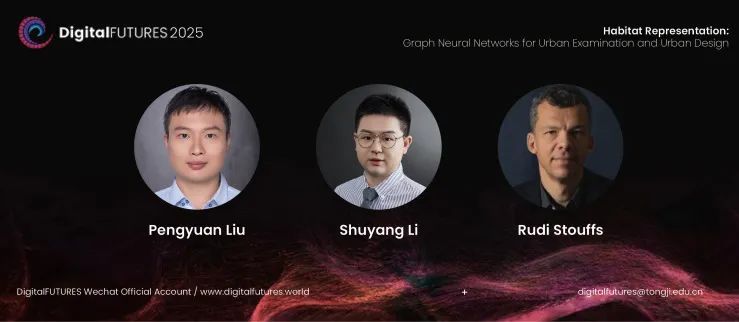 DigitalFUTURES 2025
Habitat Representation:
Graph Neural Networks for Urban Examination and Urban Design
Pengyuan Liu
Shuyang Li
Rudi Stouffs
DigitalFUTURES Wechat Official Account / www.digitalfutures.world
+
digitalfutures@tongji.edu.cn